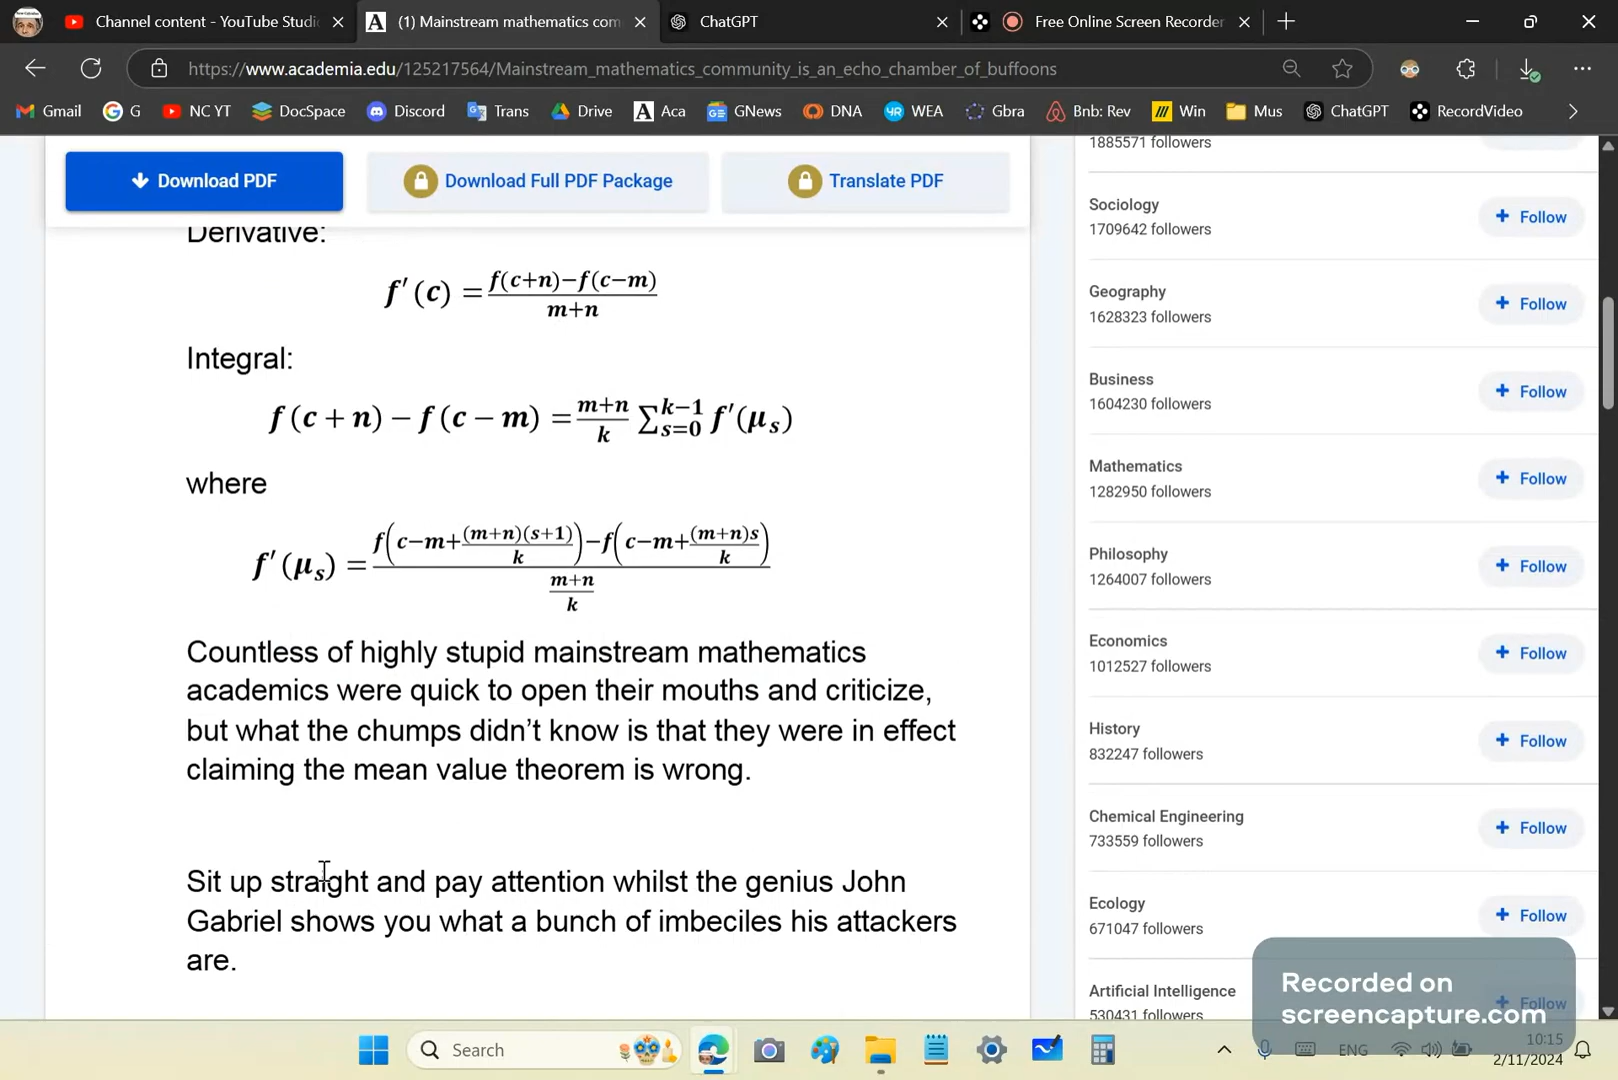 Channel content - YouTube Studi
(1) Mainstream mathematics com
ChatGPT
Free Online Screen Recorder
https://www.academia.edu/125217564/Mainstream_mathematics_community_is_an_echo_chamber_of_buffoons
Gmail G NC YT DocSpace Discord Trans Drive Aca GNews DNA WEA Gbra Bnb: Rev Win Mus ChatGPT RecordVideo
Download PDF
Download Full PDF Package
Translate PDF
Derivative:
f′(c) = (f(c+n)−f(c−m))/(m+n)
Integral:
f(c + n) − f(c − m) = (m+n)/k ∑_{s=0}^{k−1} f′(μ_s)
where
f′(μ_s) = (f(c−m+((m+n)(s+1))/k)−f(c−m+((m+n)s)/k))/((m+n)/k)
Countless of highly stupid mainstream mathematics
academics were quick to open their mouths and criticize,
but what the chumps didn’t know is that they were in effect
claiming the mean value theorem is wrong.
Sit up straight and pay attention whilst the genius John
Gabriel shows you what a bunch of imbeciles his attackers
are.
1885571 followers
Sociology
1709642 followers
+ Follow
Geography
1628323 followers
+ Follow
Business
1604230 followers
+ Follow
Mathematics
1282950 followers
+ Follow
Philosophy
1264007 followers
+ Follow
Economics
1012527 followers
+ Follow
History
832247 followers
+ Follow
Chemical Engineering
733559 followers
+ Follow
Ecology
671047 followers
+ Follow
Artificial Intelligence
530431 followers
+ Follow
Recorded on
screencapture.com
Search
ENG
10:15
2/11/2024